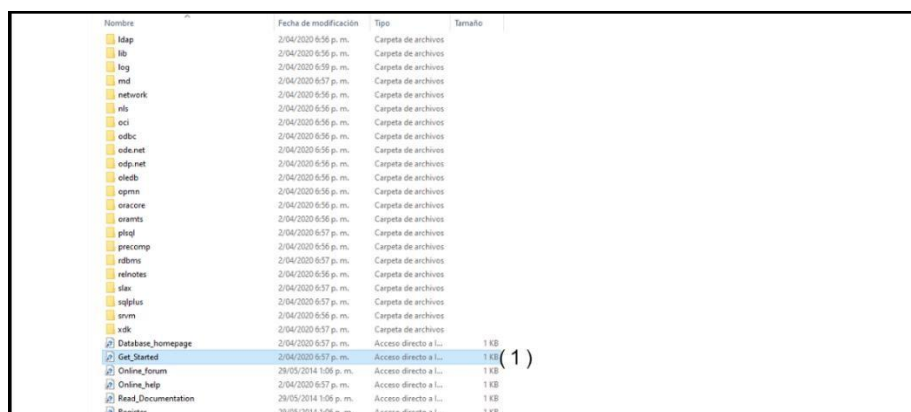 Nombre Fecha de modificación Tipo Tamaño
ldap 2/04/2020 6:56 p. m. Carpeta de archivos
lib 2/04/2020 6:56 p. m. Carpeta de archivos
log 2/04/2020 6:59 p. m. Carpeta de archivos
md 2/04/2020 6:57 p. m. Carpeta de archivos
network 2/04/2020 6:56 p. m. Carpeta de archivos
nls 2/04/2020 6:56 p. m. Carpeta de archivos
oci 2/04/2020 6:56 p. m. Carpeta de archivos
odbc 2/04/2020 6:56 p. m. Carpeta de archivos
ode.net 2/04/2020 6:56 p. m. Carpeta de archivos
odp.net 2/04/2020 6:56 p. m. Carpeta de archivos
oledb 2/04/2020 6:56 p. m. Carpeta de archivos
opmn 2/04/2020 6:56 p. m. Carpeta de archivos
oracore 2/04/2020 6:56 p. m. Carpeta de archivos
oramts 2/04/2020 6:56 p. m. Carpeta de archivos
plsql 2/04/2020 6:57 p. m. Carpeta de archivos
precomp 2/04/2020 6:56 p. m. Carpeta de archivos
rdbms 2/04/2020 6:57 p. m. Carpeta de archivos
relnotes 2/04/2020 6:56 p. m. Carpeta de archivos
slax 2/04/2020 6:57 p. m. Carpeta de archivos
sqlplus 2/04/2020 6:57 p. m. Carpeta de archivos
srvm 2/04/2020 6:56 p. m. Carpeta de archivos
xdk 2/04/2020 6:57 p. m. Carpeta de archivos
Database_homepage 2/04/2020 6:57 p. m. Acceso directo a I... 1 KB
Get_Started 2/04/2020 6:57 p. m. Acceso directo a I... 1 KB (1)
Online_forum 29/05/2014 1:06 p. m. Acceso directo a I... 1 KB
Online_help 2/04/2020 6:57 p. m. Acceso directo a I... 1 KB
Read_Documentation 29/05/2014 1:06 p. m. Acceso directo a I... 1 KB